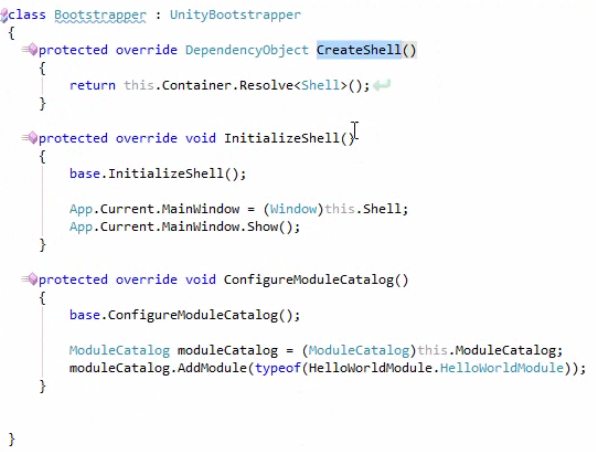 class Bootstrapper : UnityBootstrapper
{
protected override DependencyObject CreateShell()
{
return this.Container.Resolve<Shell>();
}
protected override void InitializeShell()
{
base.InitializeShell();
App.Current.MainWindow = (Window)this.Shell;
App.Current.MainWindow.Show();
}
protected override void ConfigureModuleCatalog()
{
base.ConfigureModuleCatalog();
ModuleCatalog moduleCatalog = (ModuleCatalog)this.ModuleCatalog;
moduleCatalog.AddModule(typeof(HelloWorldModule.HelloWorldModule));
}
}